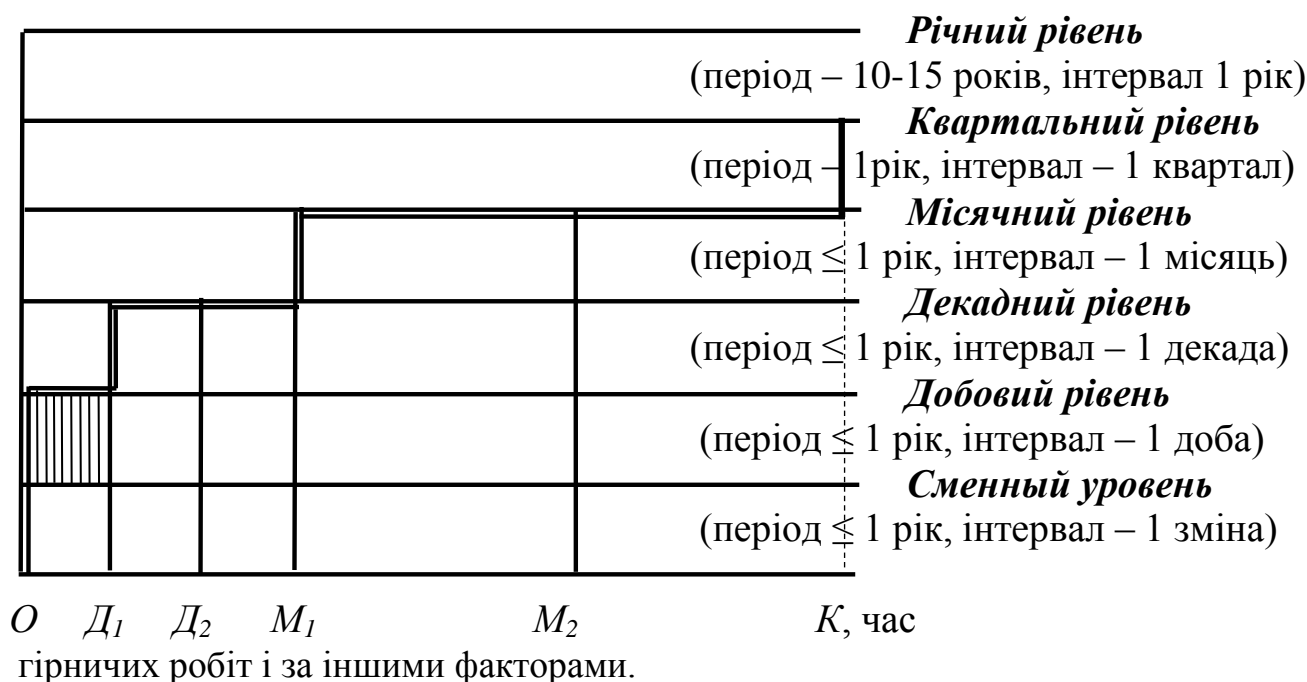 Річний рівень
(період – 10-15 років, інтервал 1 рік)
Квартальний рівень
(період – 1рік, інтервал – 1 квартал)
Місячний рівень
(період ≤ 1 рік, інтервал – 1 місяць)
Декадний рівень
(період ≤ 1 рік, інтервал – 1 декада)
Добовий рівень
(період ≤ 1 рік, інтервал – 1 доба)
Сменный уровень
(період ≤ 1 рік, інтервал – 1 зміна)
О Д1 Д2 М1 М2 К, час
гірничих робіт і за іншими факторами.